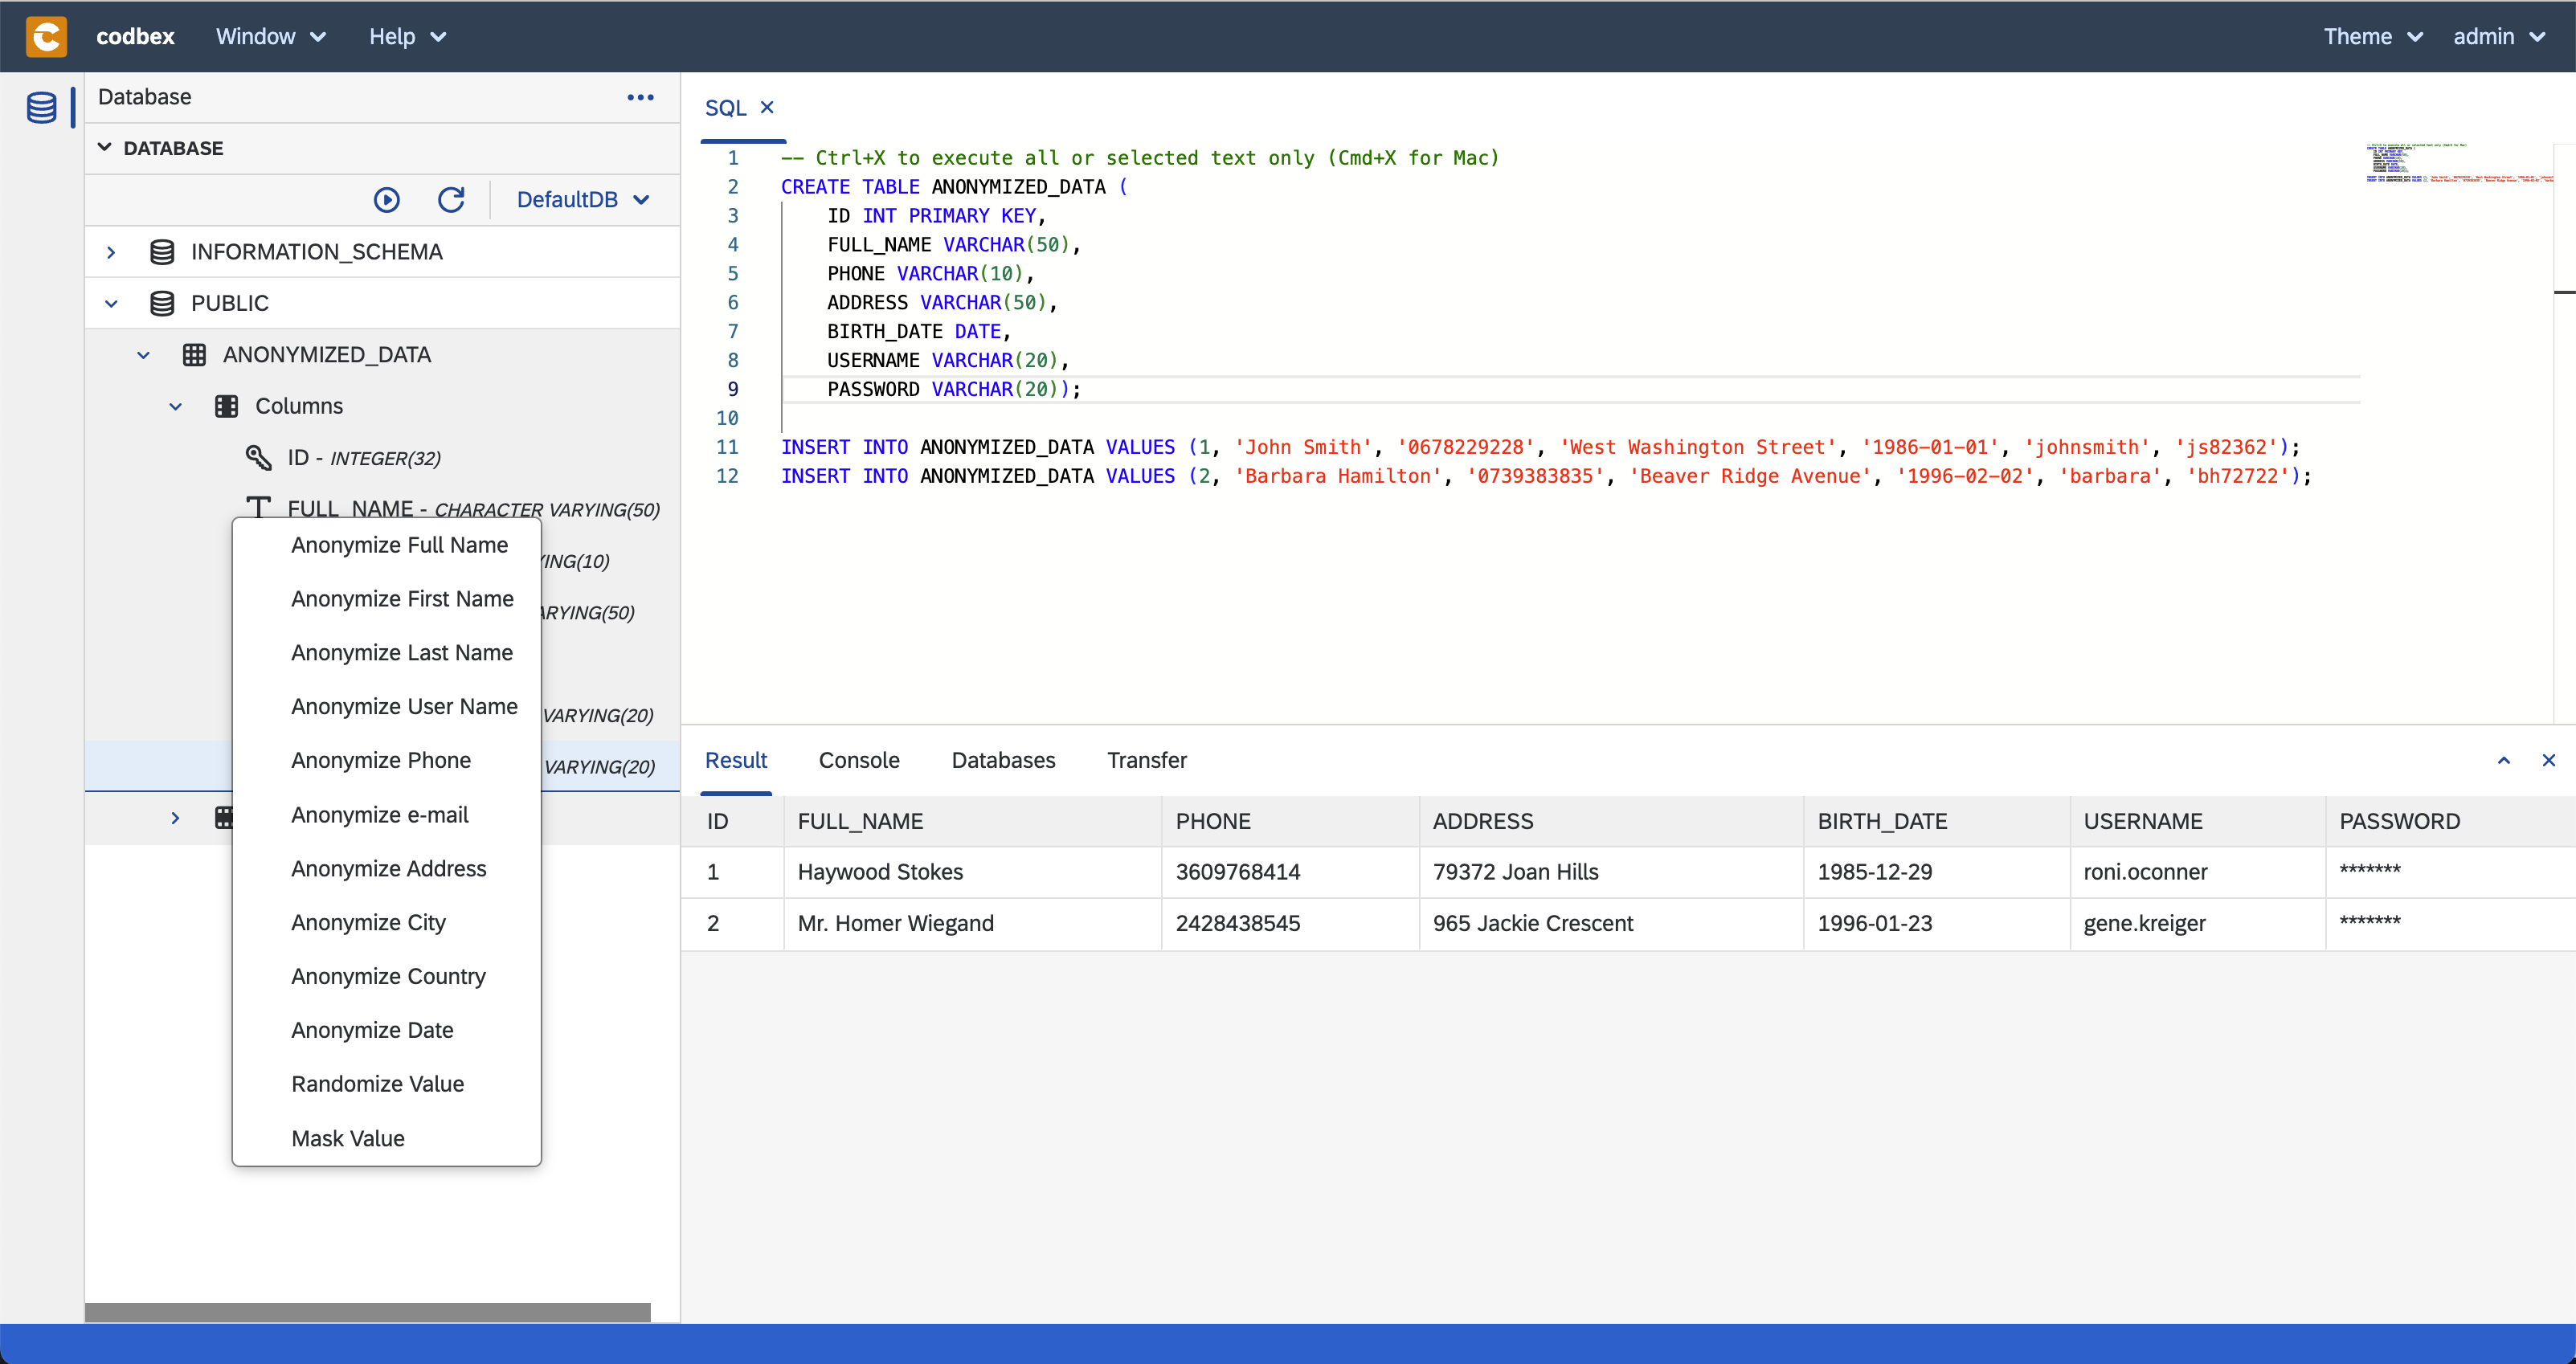 codbex Window Help Theme admin
Database
DATABASE
DefaultDB
INFORMATION_SCHEMA
PUBLIC
ANONYMIZED_DATA
Columns
ID - INTEGER(32)
FULL_NAME - CHARACTER VARYING(50)
YING(10)
ARYING(50)
VARYING(20)
VARYING(20)
Anonymize Full Name
Anonymize First Name
Anonymize Last Name
Anonymize User Name
Anonymize Phone
Anonymize e-mail
Anonymize Address
Anonymize City
Anonymize Country
Anonymize Date
Randomize Value
Mask Value
SQL
1 -- Ctrl+X to execute all or selected text only (Cmd+X for Mac)
2 CREATE TABLE ANONYMIZED_DATA (
3 ID INT PRIMARY KEY,
4 FULL_NAME VARCHAR(50),
5 PHONE VARCHAR(10),
6 ADDRESS VARCHAR(50),
7 BIRTH_DATE DATE,
8 USERNAME VARCHAR(20),
9 PASSWORD VARCHAR(20));
10
11 INSERT INTO ANONYMIZED_DATA VALUES (1, 'John Smith', '0678229228', 'West Washington Street', '1986-01-01', 'johnsmith', 'js82362');
12 INSERT INTO ANONYMIZED_DATA VALUES (2, 'Barbara Hamilton', '0739383835', 'Beaver Ridge Avenue', '1996-02-02', 'barbara', 'bh72722');
Result Console Databases Transfer
ID FULL_NAME PHONE ADDRESS BIRTH_DATE USERNAME PASSWORD
1 Haywood Stokes 3609768414 79372 Joan Hills 1985-12-29 roni.oconner *******
2 Mr. Homer Wiegand 2428438545 965 Jackie Crescent 1996-01-23 gene.kreiger *******